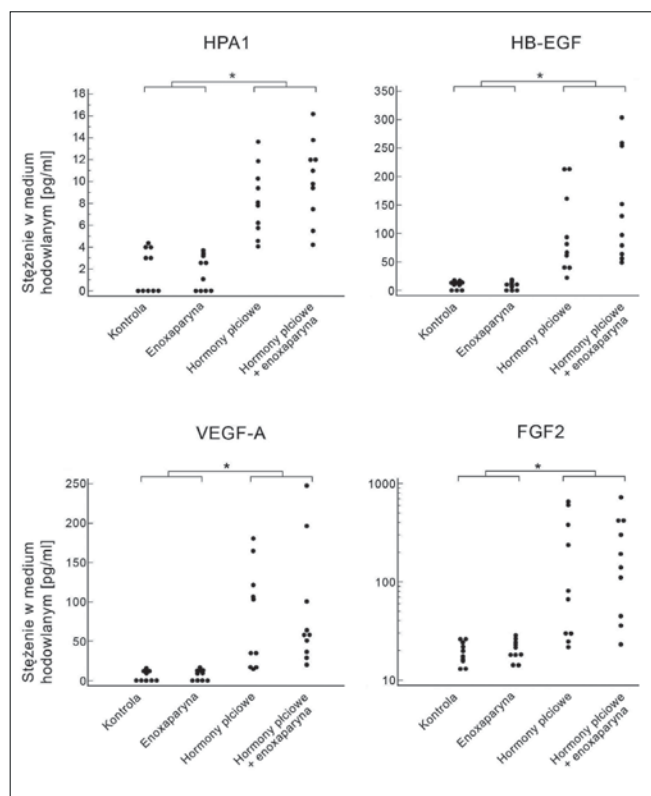 HPA1
HB-EGF
*
*
Stężenie w medium
hodowlanym [pg/ml]
18
16
14
12
10
8
6
4
2
0
350
300
250
200
150
100
50
0
Kontrola
Enoxaparyna
Hormony płciowe
Hormony płciowe
+ enoxaparyna
Kontrola
Enoxaparyna
Hormony płciowe
Hormony płciowe
+ enoxaparyna
VEGF-A
FGF2
*
*
Stężenie w medium
hodowlanym [pg/ml]
250
200
150
100
50
0
1000
100
10
Kontrola
Enoxaparyna
Hormony płciowe
Hormony płciowe
+ enoxaparyna
Kontrola
Enoxaparyna
Hormony płciowe
Hormony płciowe
+ enoxaparyna